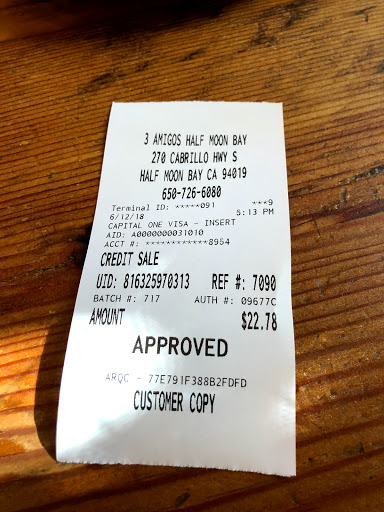 3 AMIGOS HALF MOON BAY
270 CABRILLO HWY S
HALF MOON BAY CA 94019
650-726-6080
Terminal ID: *****091 ***9
6/12/18 5:13 PM
CAPITAL ONE VISA - INSERT
AID: A0000000031010
ACCT #: ************8954
CREDIT SALE
UID: 816325970313 REF #: 7090
BATCH #: 717 AUTH #: 09677C
AMOUNT $22.78
APPROVED
ARQC - 77E791F388B2FDFD
CUSTOMER COPY